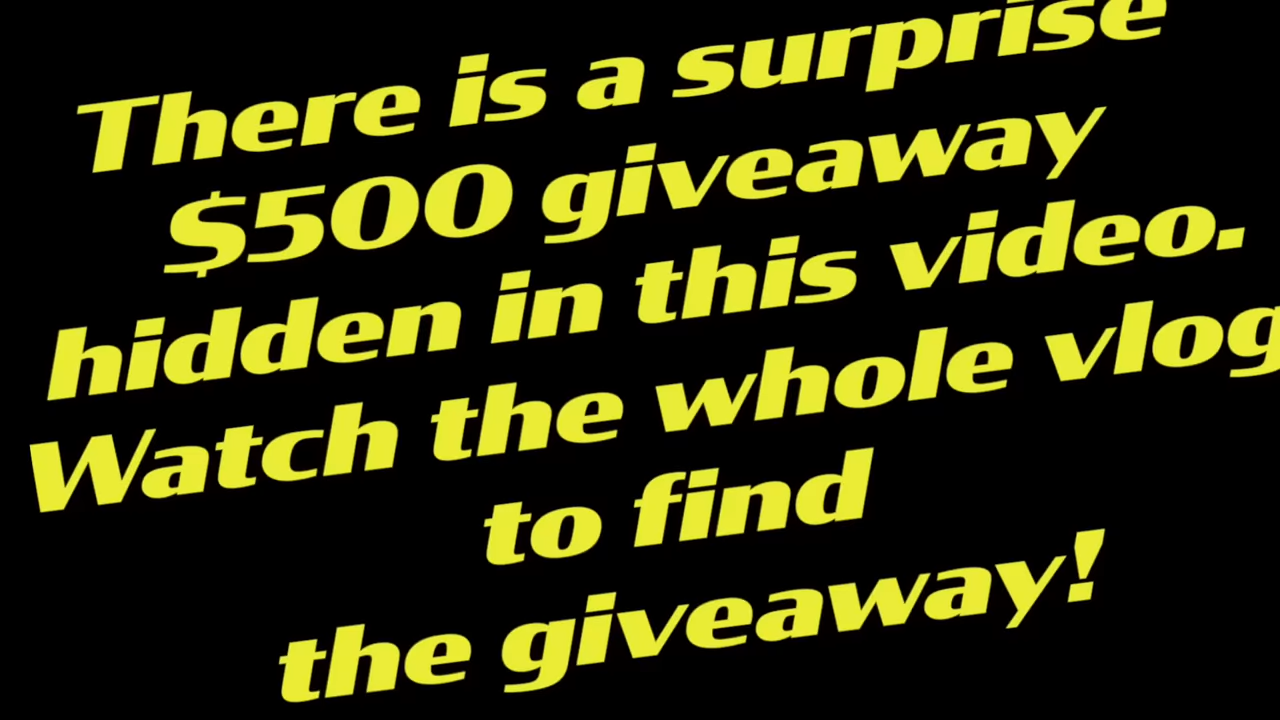 There is a surprise
$500 giveaway
hidden in this video.
Watch the whole vlog
to find
the giveaway!